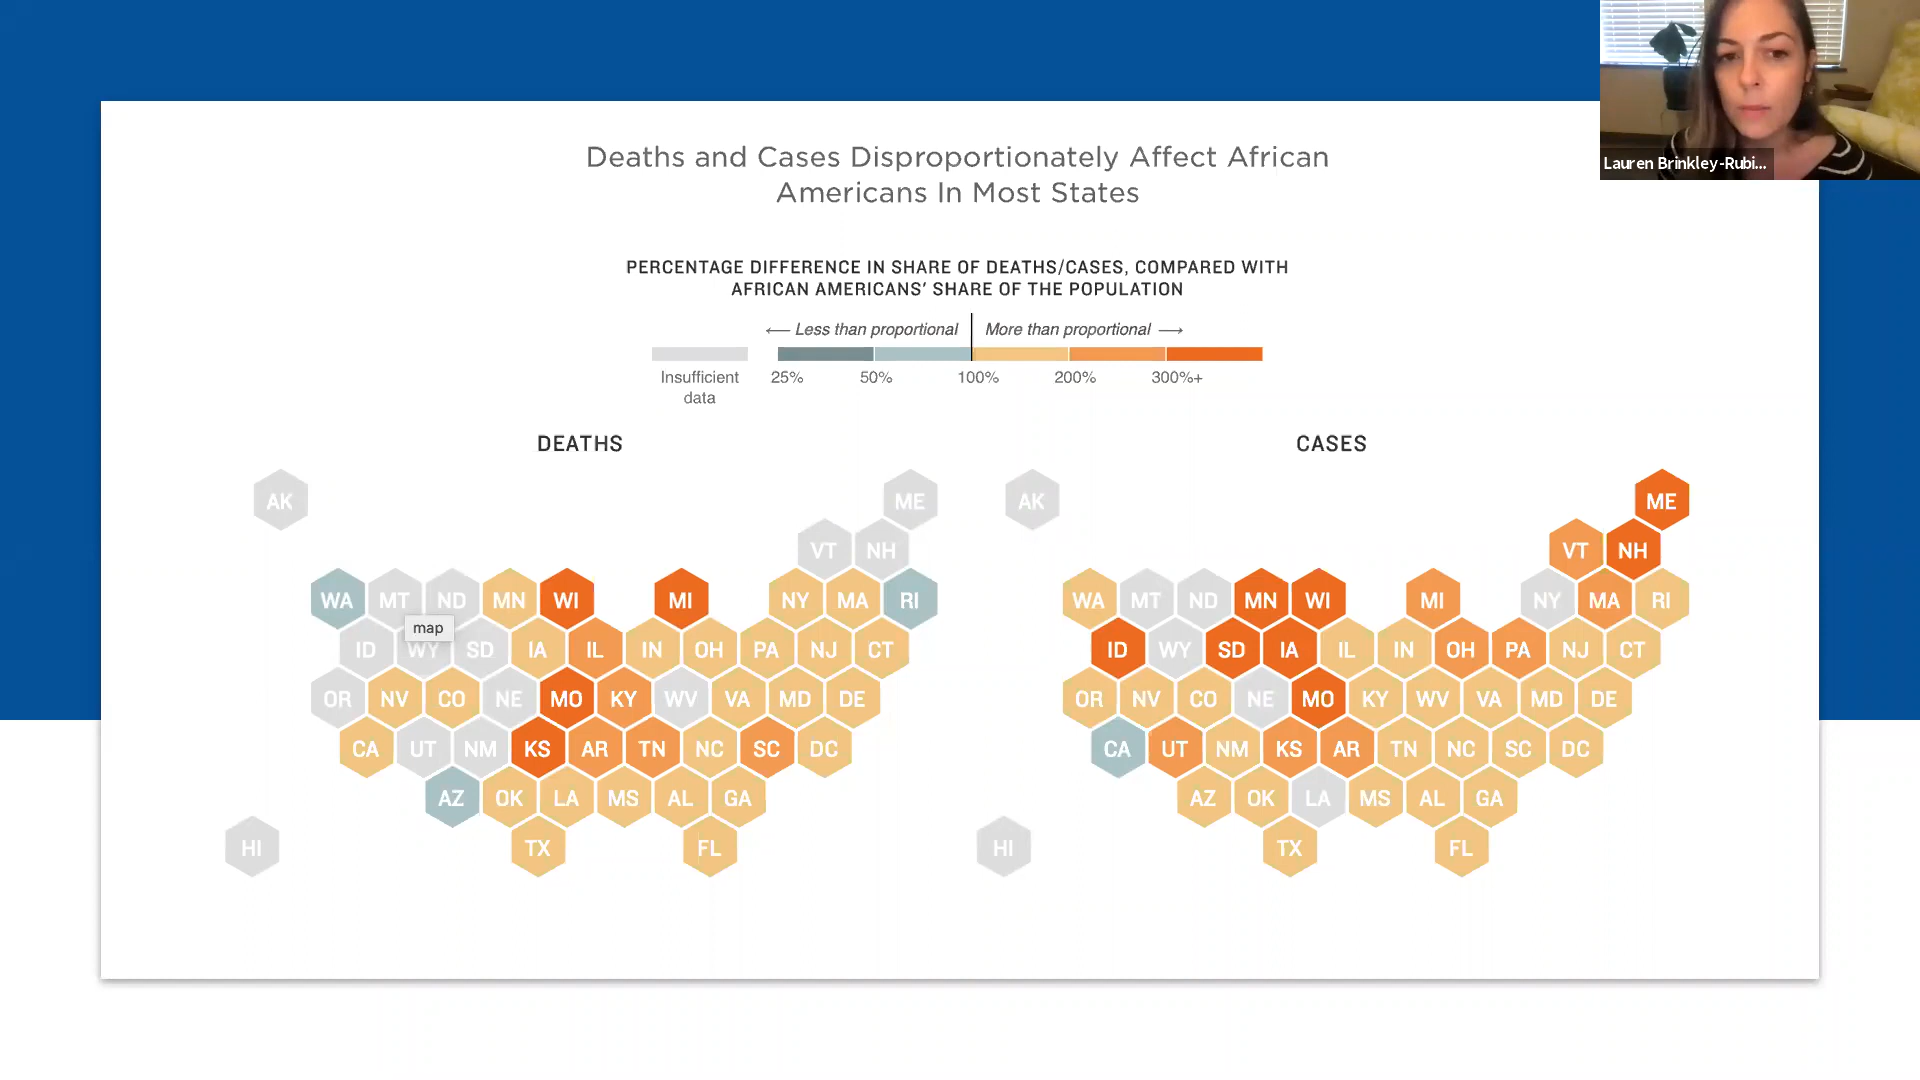 Lauren Brinkley-Rubi...
Deaths and Cases Disproportionately Affect African
Americans In Most States
PERCENTAGE DIFFERENCE IN SHARE OF DEATHS/CASES, COMPARED WITH
AFRICAN AMERICANS' SHARE OF THE POPULATION
← Less than proportional More than proportional →
Insufficient data
25% 50% 100% 200% 300%+
DEATHS
AK ME
VT NH
WA MT ND MN WI MI NY MA RI
map
ID WY SD IA IL IN OH PA NJ CT
OR NV CO NE MO KY WV VA MD DE
CA UT NM KS AR TN NC SC DC
AZ OK LA MS AL GA
HI TX FL
CASES
AK ME
VT NH
WA MT ND MN WI MI NY MA RI
ID WY SD IA IL IN OH PA NJ CT
OR NV CO NE MO KY WV VA MD DE
CA UT NM KS AR TN NC SC DC
AZ OK LA MS AL GA
HI TX FL